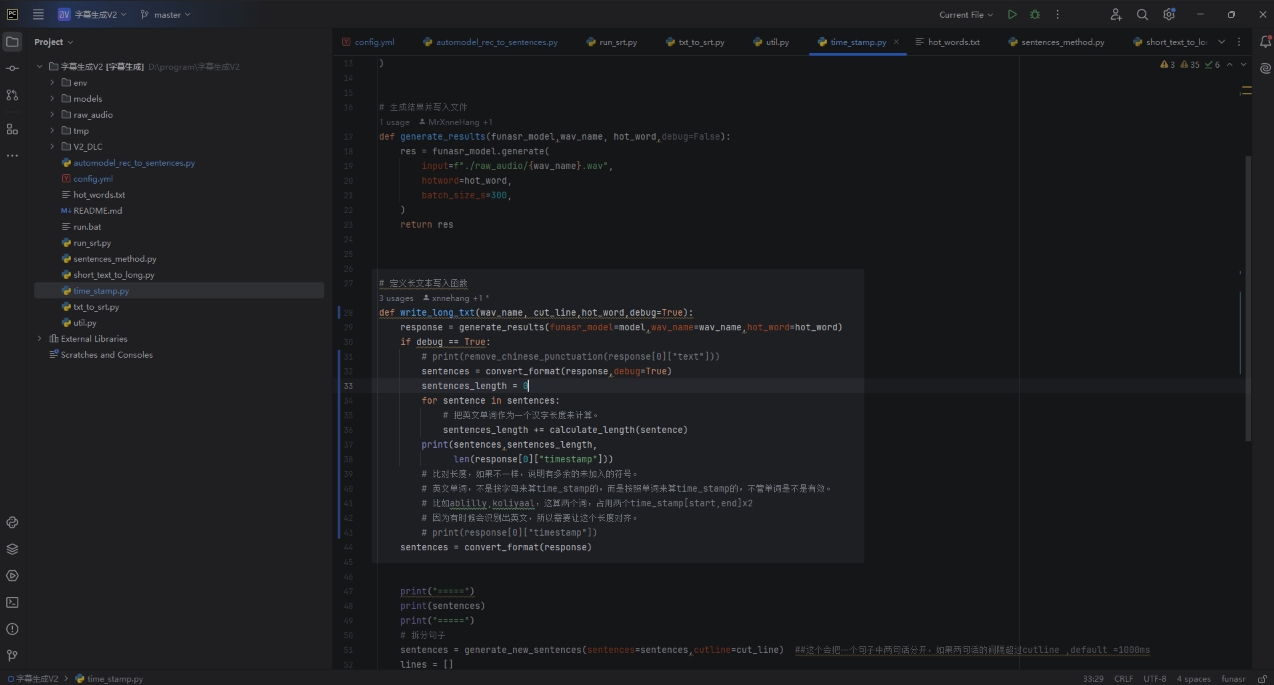 PC
DV 字幕生成V2
master
Current File
Project
config.yml
automodel_rec_to_sentences.py
run_srt.py
txt_to_srt.py
util.py
time_stamp.py
hot_words.txt
sentences_method.py
short_text_to_lo
字幕生成V2 [字幕生成] D:\program\字幕生成V2
env
models
raw_audio
tmp
V2_DLC
automodel_rec_to_sentences.py
config.yml
hot_words.txt
README.md
run.bat
run_srt.py
sentences_method.py
short_text_to_long.py
time_stamp.py
txt_to_srt.py
util.py
External Libraries
Scratches and Consoles
3 35 6
13 )
14
15
16 # 生成结果并写入文件
1 usage MrXnneHang +1
17 def generate_results(funasr_model,wav_name, hot_word,debug=False):
18 res = funasr_model.generate(
19 input=f"./raw_audio/{wav_name}.wav",
20 hotword=hot_word,
21 batch_size_s=300,
22 )
23 return res
24
25
26
27 # 定义长文本写入函数
3 usages xnnehang +1 *
28 def write_long_txt(wav_name, cut_line,hot_word,debug=True):
29 response = generate_results(funasr_model=model,wav_name=wav_name,hot_word=hot_word)
30 if debug == True:
31 # print(remove_chinese_punctuation(response[0]["text"]))
32 sentences = convert_format(response,debug=True)
33 sentences_length = 0
34 for sentence in sentences:
35 # 把英文单词作为一个汉字长度来计算。
36 sentences_length += calculate_length(sentence)
37 print(sentences,sentences_length,
38 len(response[0]["timestamp"]))
39 # 比对长度，如果不一样，说明有多余的未加入的符号。
40 # 英文单词，不是按字母来算time_stamp的，而是按照单词来算time_stamp的，不管单词是不是有效。
41 # 比如ablilly,koliyaal，这算两个词，占用两个time_stamp[start,end]x2
42 # 因为有时候会识别出英文，所以需要让这个长度对齐。
43 # print(response[0]["timestamp"])
44 sentences = convert_format(response)
45
46
47 print("=====")
48 print(sentences)
49 print("=====")
50 # 拆分句子
51 sentences = generate_new_sentences(sentences=sentences,cutline=cut_line) ##这个会把一个句子中两句话分开，如果两句话的间隙超过cutline ,default =1000ms
52 lines = []
字幕生成V2 > time_stamp.py
33:29 CRLF UTF-8 4 spaces funasr